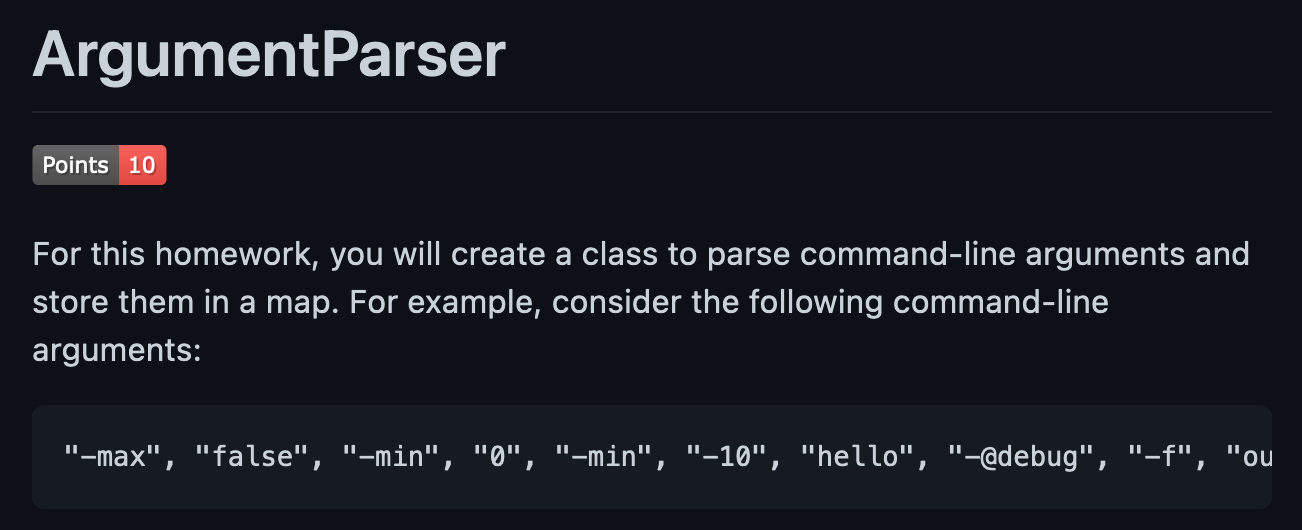 ArgumentParser
Points 10
For this homework, you will create a class to parse command-line arguments and
store them in a map. For example, consider the following command-line
arguments:
"-max", "false", "-min", "0", "-min", "-10", "hello", "-@debug", "-f", "ou